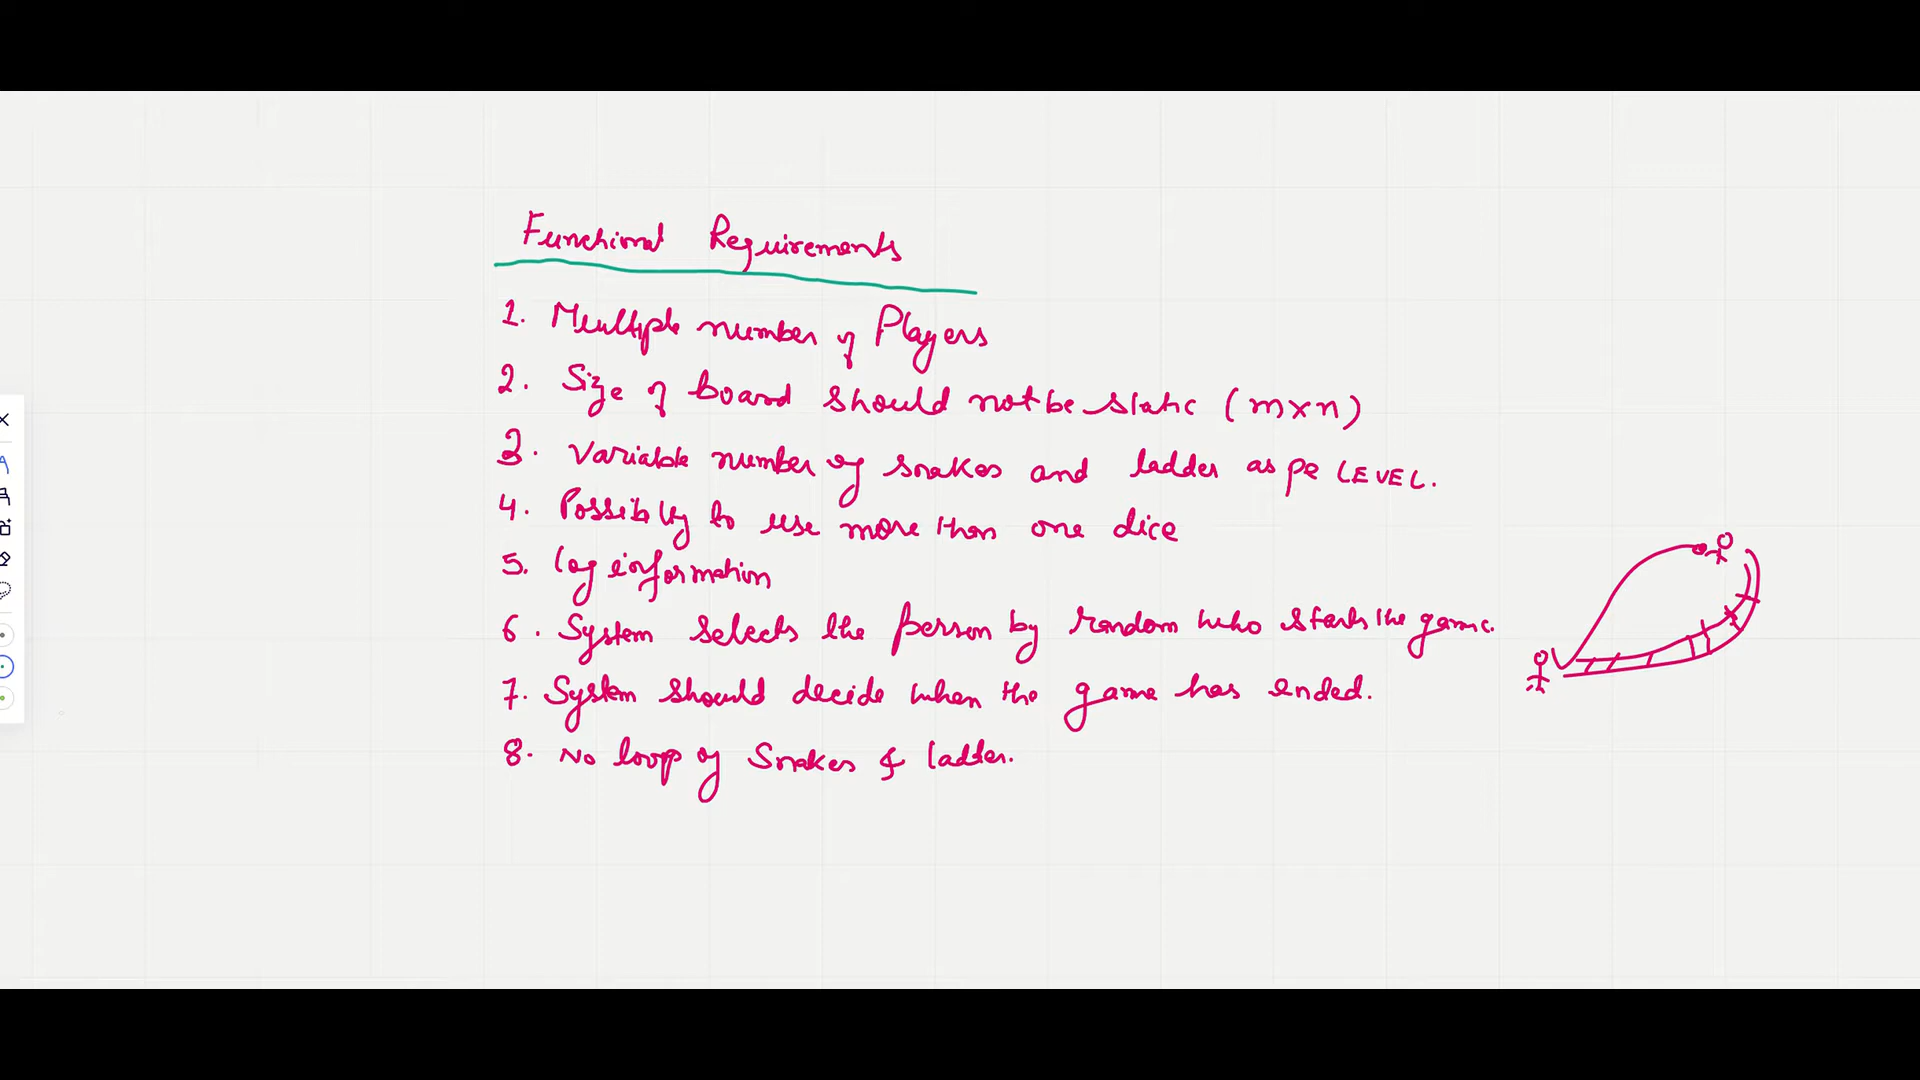 Functional Requirements
1. Multiple number of Players
2. Size of board should not be static (m×n)
3. Variable number of snakes and ladder as pe LEVEL.
4. Possiblity to use more than one dice
5. Log information
6. System selects the person by random who starts the game.
7. System should decide when the game has ended.
8. No loop of Snakes & ladder.